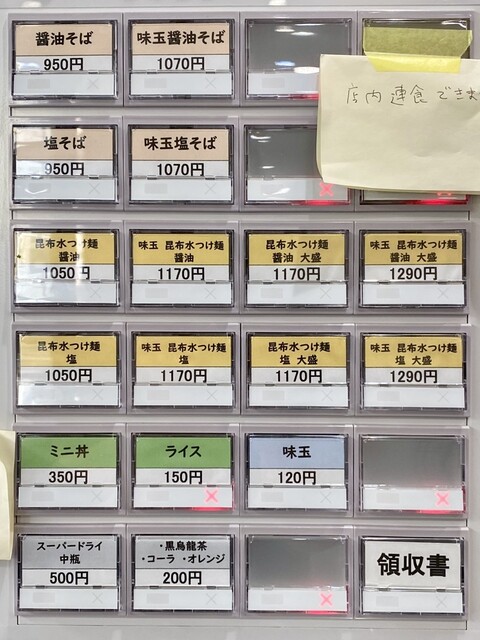 醤油そば
950円
味玉醤油そば
1070円
店内連食でき
塩そば
950円
味玉塩そば
1070円
昆布水つけ麺
醤油
1050円
味玉 昆布水つけ麺
醤油
1170円
昆布水つけ麺
醤油 大盛
1170円
味玉 昆布水つけ麺
醤油 大盛
1290円
昆布水つけ麺
塩
1050円
味玉 昆布水つけ麺
塩
1170円
昆布水つけ麺
塩 大盛
1170円
味玉 昆布水つけ麺
塩 大盛
1290円
ミニ丼
350円
ライス
150円
味玉
120円
スーパードライ
中瓶
500円
・黒烏龍茶
・コーラ ・オレンジ
200円
領収書